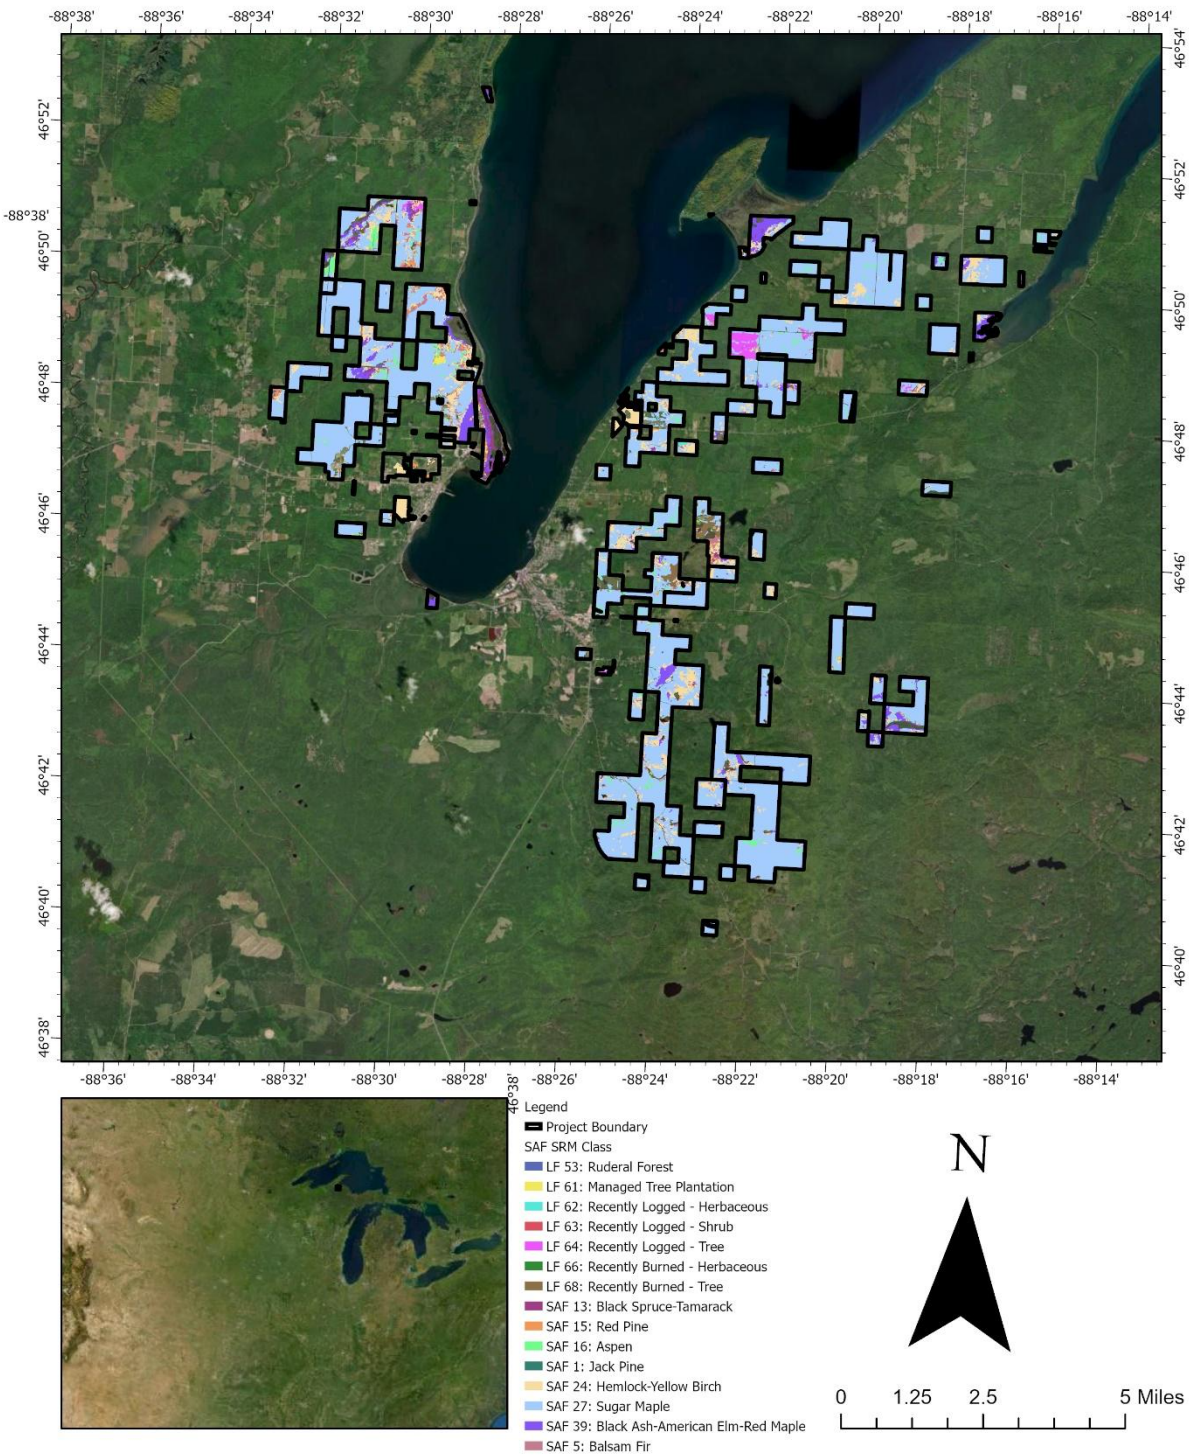 -88°38' -88°36' -88°34' -88°32' -88°30' -88°28' -88°26' -88°24' -88°22' -88°20' -88°18' -88°16' -88°14'
46°54'
46°52'
46°52'
-88°38'
46°50'
46°50'
46°48'
46°48'
46°46'
46°46'
46°44'
46°44'
46°42'
46°42'
46°40'
46°40'
46°38'
-88°36' -88°34' -88°32' -88°30' -88°28' -88°26' -88°24' -88°22' -88°20' -88°18' -88°16' -88°14'
46°38'
Legend
Project Boundary
SAF SRM Class
LF 53: Ruderal Forest
LF 61: Managed Tree Plantation
LF 62: Recently Logged - Herbaceous
LF 63: Recently Logged - Shrub
LF 64: Recently Logged - Tree
LF 66: Recently Burned - Herbaceous
LF 68: Recently Burned - Tree
SAF 13: Black Spruce-Tamarack
SAF 15: Red Pine
SAF 16: Aspen
SAF 1: Jack Pine
SAF 24: Hemlock-Yellow Birch
SAF 27: Sugar Maple
SAF 39: Black Ash-American Elm-Red Maple
SAF 5: Balsam Fir
N
0 1.25 2.5 5 Miles